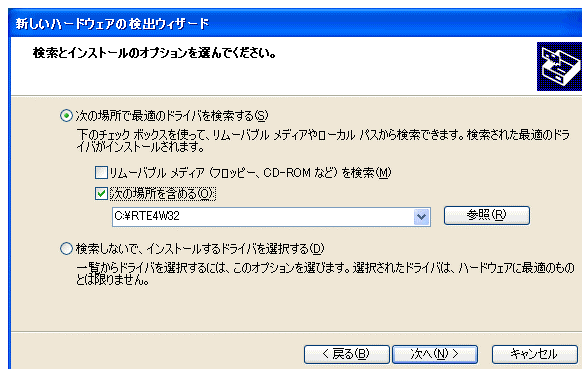 新しいハードウェアの検出ウィザード
検索とインストールのオプションを選んでください。
次の場所で最適のドライバを検索する(S)
下のチェック ボックスを使って、リムーバブル メディアやローカル パスから検索できます。検索された最適のドラ
イバがインストールされます。
リムーバブル メディア (フロッピー、CD-ROM など) を検索(M)
次の場所を含める(O):
C:¥RTE4W32
参照(R)
検索しないで、インストールするドライバを選択する(D)
一覧からドライバを選択するには、このオプションを選びます。選択されたドライバは、ハードウェアに最適のもの
とは限りません。
< 戻る(B)
次へ(N) >
キャンセル